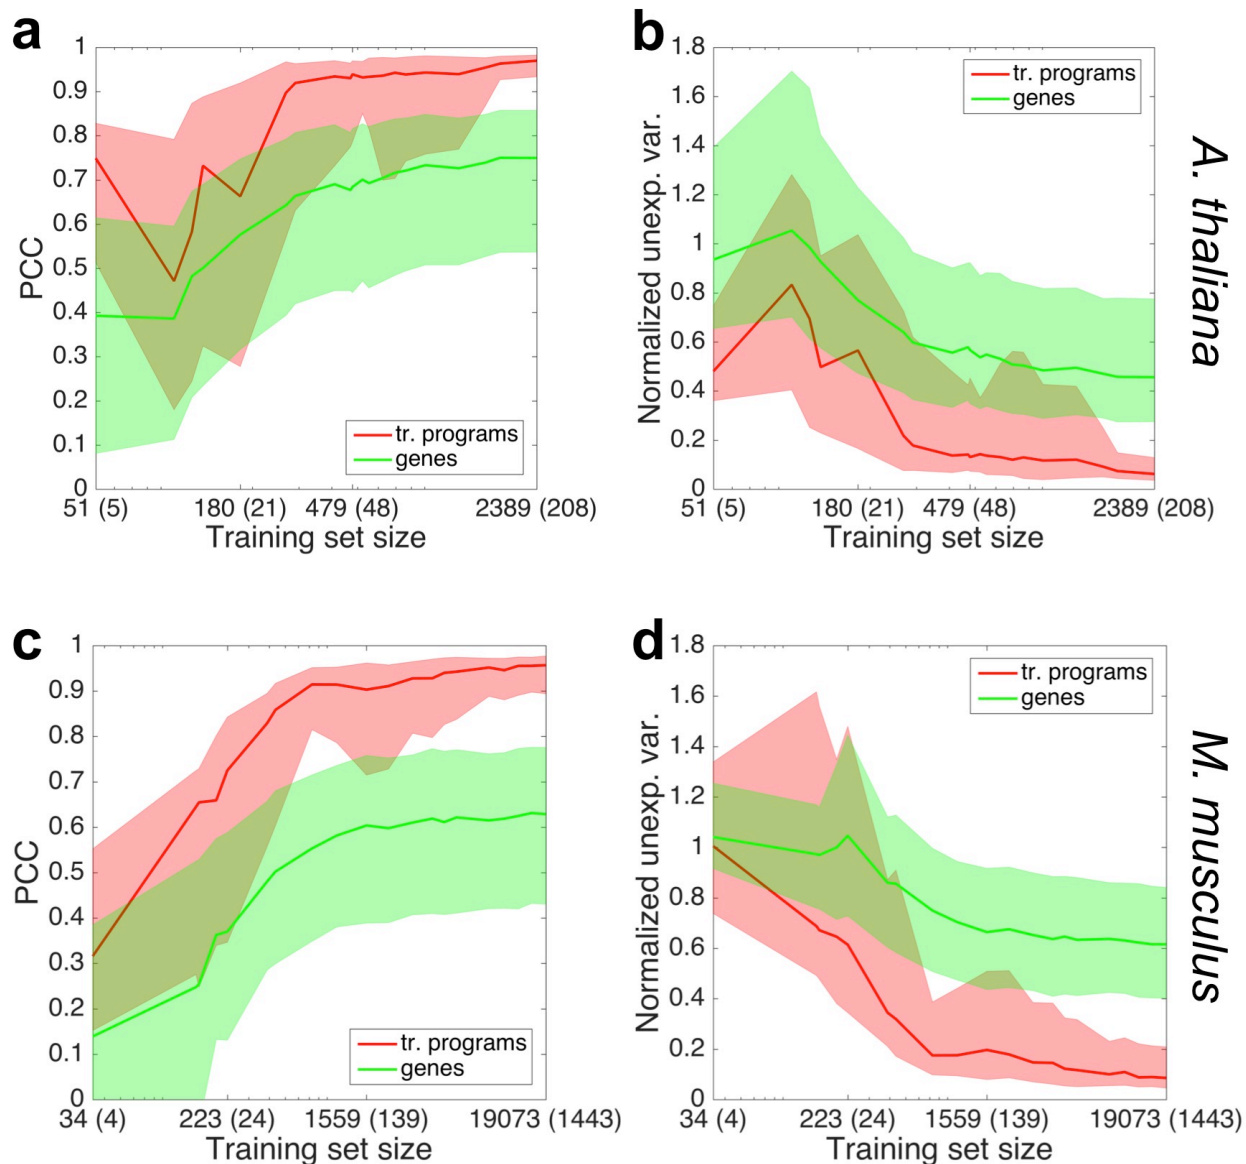 a
1
0.9
0.8
0.7
0.6
0.5
0.4
0.3
0.2
0.1
0
PCC
tr. programs
genes
51 (5)
180 (21)
479 (48)
2389 (208)
Training set size
b
1.8
1.6
1.4
1.2
1
0.8
0.6
0.4
0.2
0
Normalized unexp. var.
tr. programs
genes
51 (5)
180 (21)
479 (48)
2389 (208)
Training set size
A. thaliana
c
1
0.9
0.8
0.7
0.6
0.5
0.4
0.3
0.2
0.1
0
PCC
tr. programs
genes
34 (4)
223 (24)
1559 (139)
19073 (1443)
Training set size
d
1.8
1.6
1.4
1.2
1
0.8
0.6
0.4
0.2
0
Normalized unexp. var.
tr. programs
genes
34 (4)
223 (24)
1559 (139)
19073 (1443)
Training set size
M. musculus